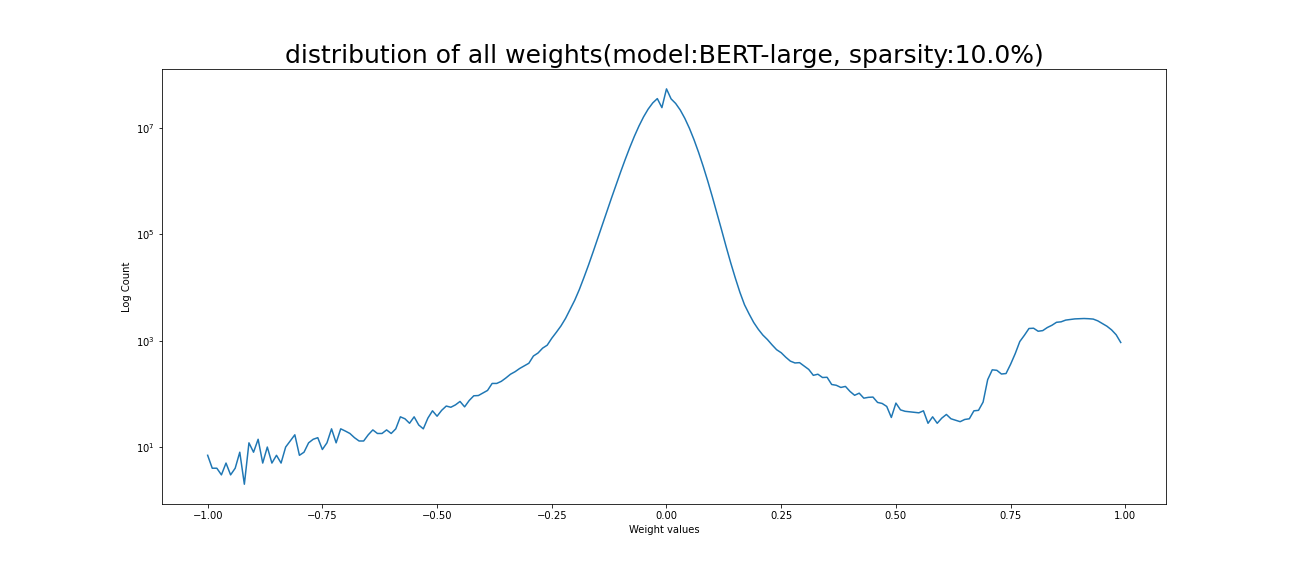 distribution of all weights(model:BERT-large, sparsity:10.0%)
10^7
10^5
10^3
10^1
Log Count
−1.00 −0.75 −0.50 −0.25 0.00 0.25 0.50 0.75 1.00
Weight values